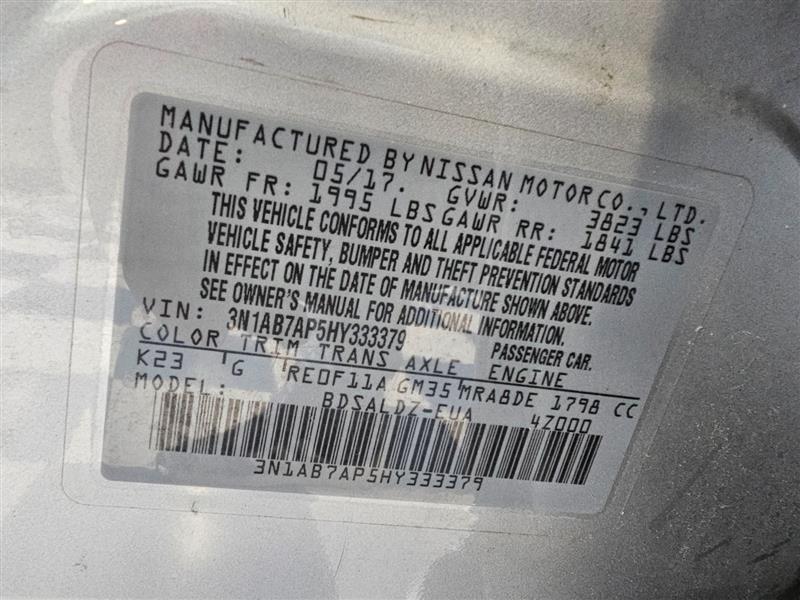 MANUFACTURED BY NISSAN MOTOR CO., LTD.
DATE: 05/17. GVWR: 3823 LBS
GAWR FR: 1995 LBS GAWR RR: 1841 LBS
THIS VEHICLE CONFORMS TO ALL APPLICABLE FEDERAL MOTOR
VEHICLE SAFETY, BUMPER AND THEFT PREVENTION STANDARDS
IN EFFECT ON THE DATE OF MANUFACTURE SHOWN ABOVE.
SEE OWNER'S MANUAL FOR ADDITIONAL INFORMATION.
VIN: 3N1AB7AP5HY333379 PASSENGER CAR.
COLOR TRIM TRANS AXLE ENGINE
K23 G RE0F11A GM35 MRA8DE 1798 CC
MODEL: BDSALDZ-EUA 4Z000
3N1AB7AP5HY333379